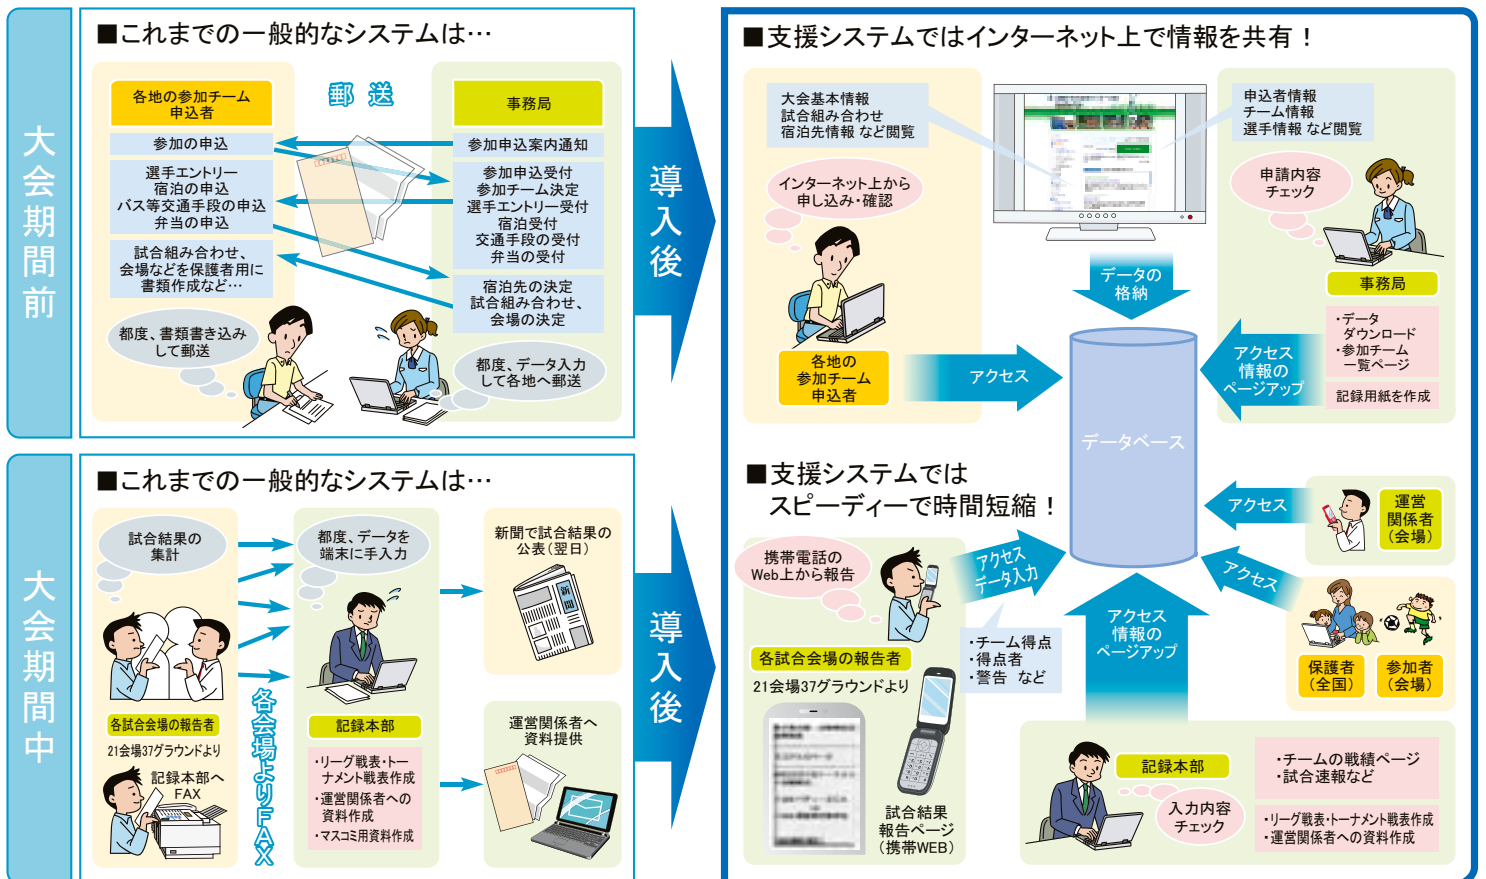 大会期間前
■これまでの一般的なシステムは…
郵送
各地の参加チーム
申込者
参加の申込
選手エントリー
宿泊の申込
バス等交通手段の申込
弁当の申込
試合組み合わせ、
会場などを保護者用に
書類作成など…
都度、書類書き込み
して郵送
事務局
参加申込案内通知
参加申込受付
参加チーム決定
選手エントリー受付
宿泊受付
交通手段の受付
弁当の受付
宿泊先の決定
試合組み合わせ、
会場の決定
都度、データ入力
して各地へ郵送
導入後
■支援システムではインターネット上で情報を共有！
大会基本情報
試合組み合わせ
宿泊先情報 など閲覧
インターネット上から
申し込み・確認
各地の
参加チーム
申込者
アクセス
データの
格納
申込者情報
チーム情報
選手情報 など閲覧
申請内容
チェック
事務局
・データ
ダウンロード
・参加チーム
一覧ページ
記録用紙を作成
アクセス
情報の
ページアップ
データベース
大会期間中
■これまでの一般的なシステムは…
試合結果の
集計
各試合会場の報告者
21会場37グラウンドより
記録本部へ
FAX
各会場よりFAX
都度、データを
端末に手入力
記録本部
・リーグ戦表・トー
ナメント戦表作成
・運営関係者への
資料作成
・マスコミ用資料作成
新聞で試合結果の
公表(翌日)
新聞
運営関係者へ
資料提供
導入後
■支援システムでは
スピーディーで時間短縮！
携帯電話の
Web上から報告
各試合会場の報告者
21会場37グラウンドより
アクセス
データ入力
・チーム得点
・得点者
・警告 など
試合結果
報告ページ
(携帯WEB)
アクセス
運営
関係者
(会場)
アクセス
保護者
(全国)
参加者
(会場)
アクセス
情報の
ページアップ
記録本部
入力内容
チェック
・チームの戦績ページ
・試合速報など
・リーグ戦表・トーナメント戦表作成
・運営関係者への資料作成